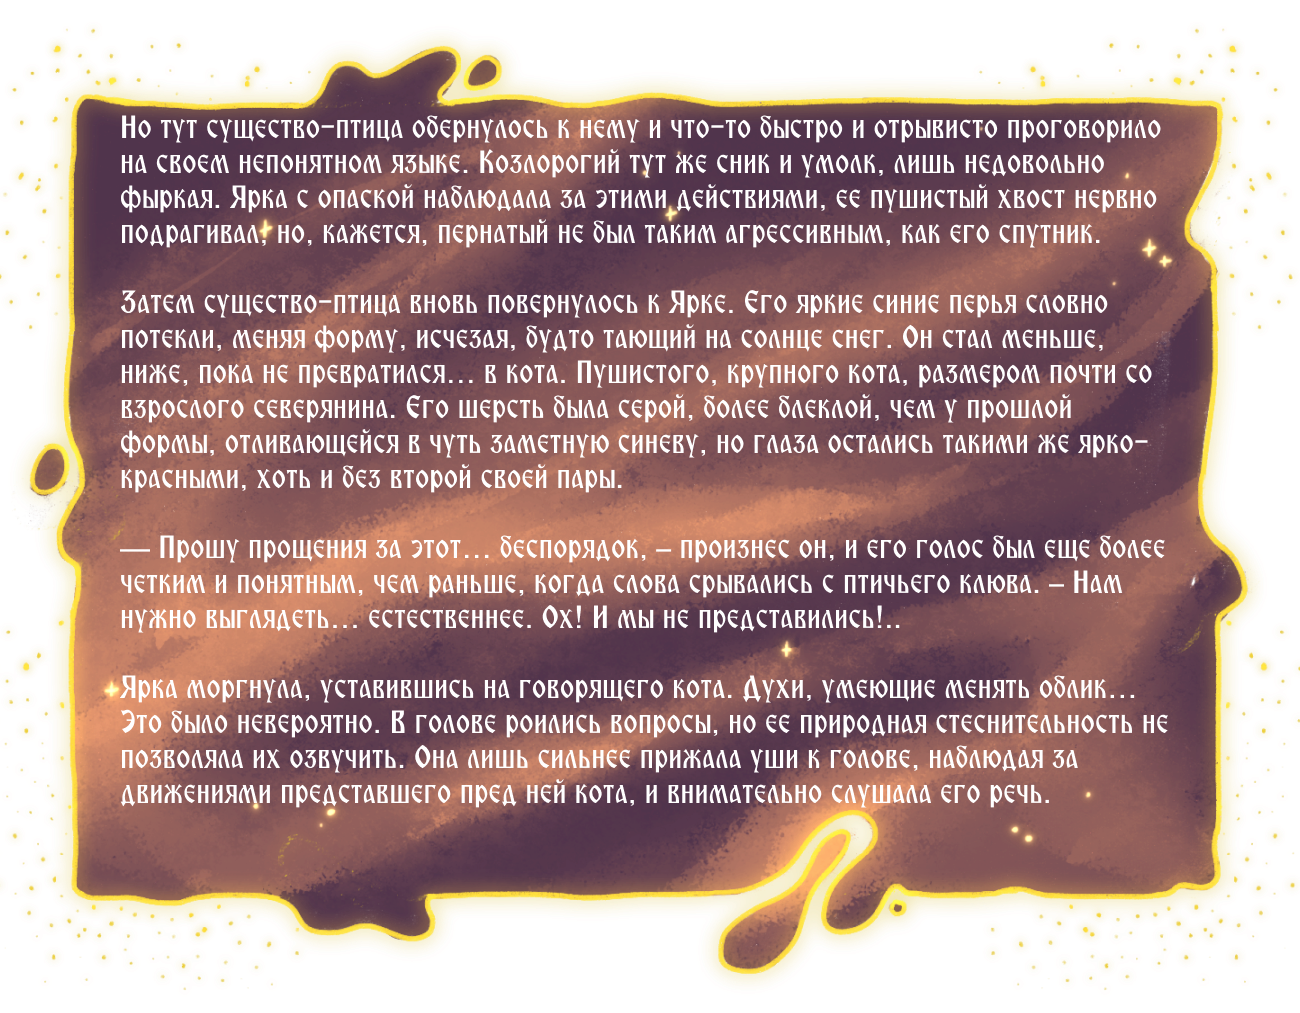 Но тут существо-птица обернулось к нему и что-то быстро и отрывисто проговорило
на своем непонятном языке. Козлорогий тут же сник и умолк, лишь недовольно
фыркая. Ярка с опаской наблюдала за этими действиями, ее пушистый хвост нервно
подрагивал, но, кажется, пернатый не был таким агрессивным, как его спутник.
Затем существо-птица вновь повернулось к Ярке. Его яркие синие перья словно
потекли, меняя форму, исчезая, будто тающий на солнце снег. Он стал меньше,
ниже, пока не превратился... в кота. Пушистого, крупного кота, размером почти со
взрослого северянина. Его шерсть была серой, более блеклой, чем у прошлой
формы, отливающейся в чуть заметную синеву, но глаза остались такими же ярко-
красными, хоть и без второй своей пары.
— Прошу прощения за этот... беспорядок, – произнес он, и его голос был еще более
четким и понятным, чем раньше, когда слова срывались с птичьего клюва. – Нам
нужно выглядеть... естественнее. Ох! И мы не представились!..
Ярка моргнула, уставившись на говорящего кота. Духи, умеющие менять облик...
Это было невероятно. В голове роились вопросы, но ее природная стеснительность не
позволяла их озвучить. Она лишь сильнее прижала уши к голове, наблюдая за
движениями представшего пред ней кота, и внимательно слушала его речь.